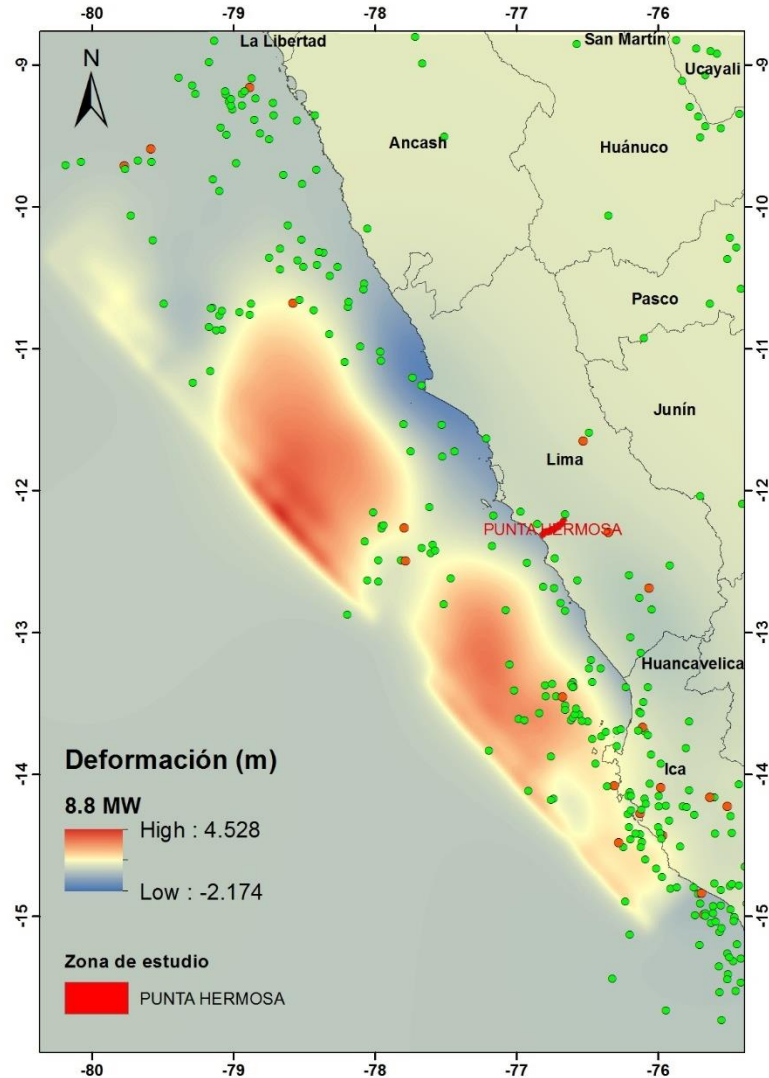 -80 -79 -78 -77 -76
La Libertad
San Martín
Ucayali
N
Ancash
Huánuco
Pasco
Junín
Lima
PUNTA HERMOSA
Huancavelica
Ica
-9
-10
-11
-12
-13
-14
-15
-9
-10
-11
-12
-13
-14
-15
Deformación (m)
8.8 MW
High : 4.528
Low : -2.174
Zona de estudio
PUNTA HERMOSA
-80 -79 -78 -77 -76